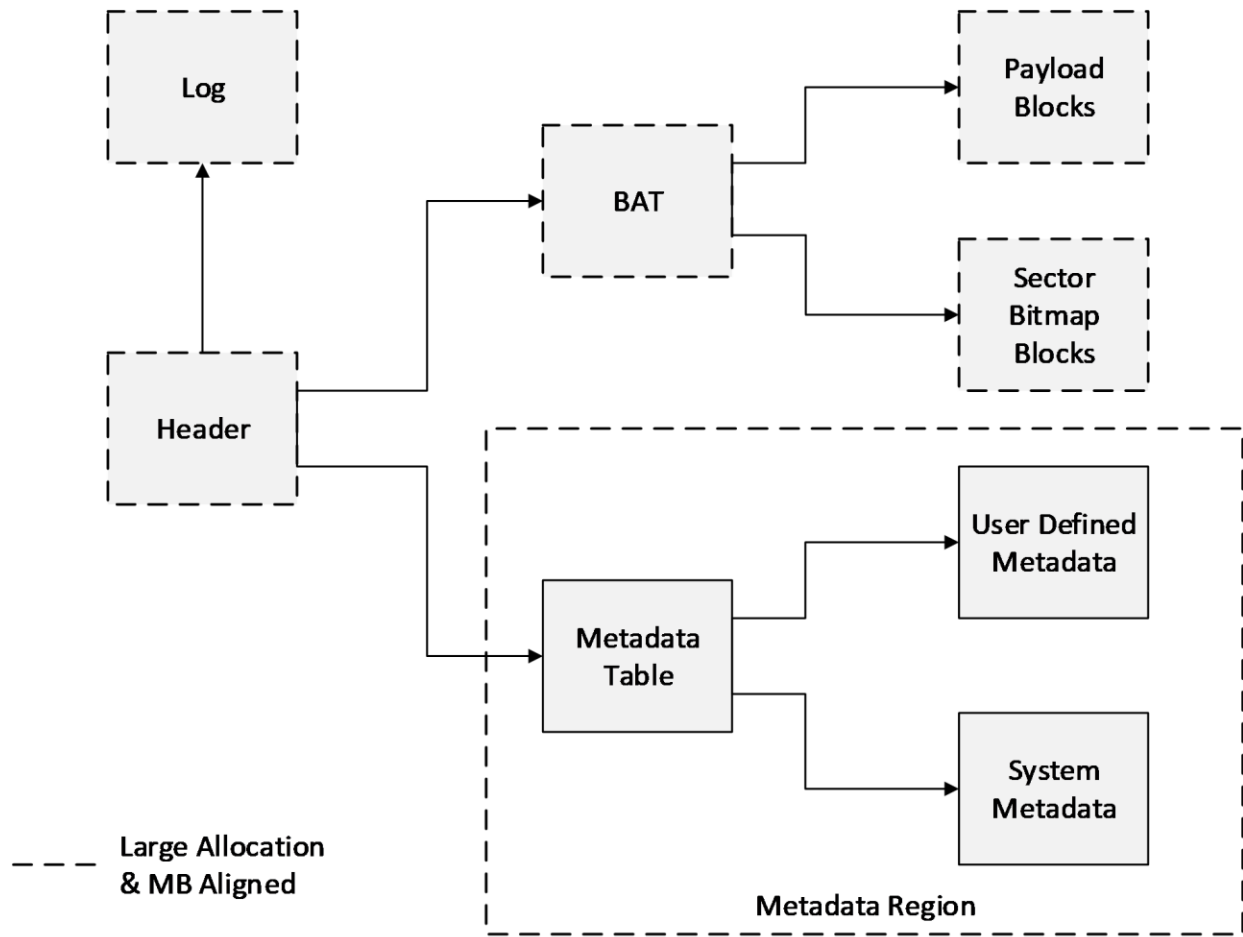 Log
Payload
Blocks
BAT
Sector
Bitmap
Blocks
Header
User Defined
Metadata
Metadata
Table
System
Metadata
Large Allocation
& MB Aligned
Metadata Region